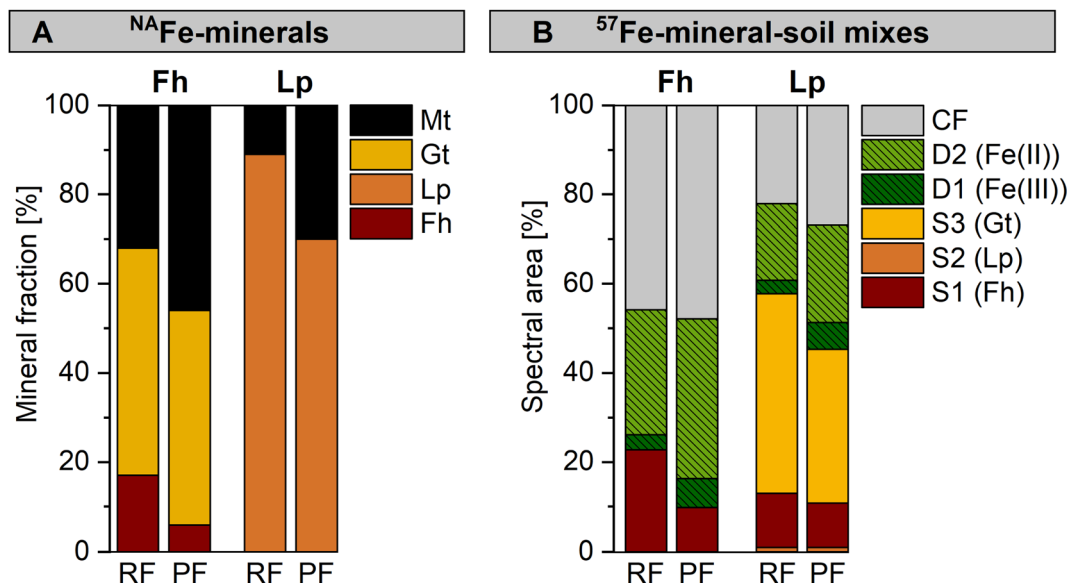 A NAFe-minerals
Fh Lp
Mineral fraction [%]
100
80
60
40
20
0
RF PF RF PF
Mt
Gt
Lp
Fh
B 57Fe-mineral-soil mixes
Fh Lp
Spectral area [%]
100
80
60
40
20
0
RF PF RF PF
CF
D2 (Fe(II))
D1 (Fe(III))
S3 (Gt)
S2 (Lp)
S1 (Fh)